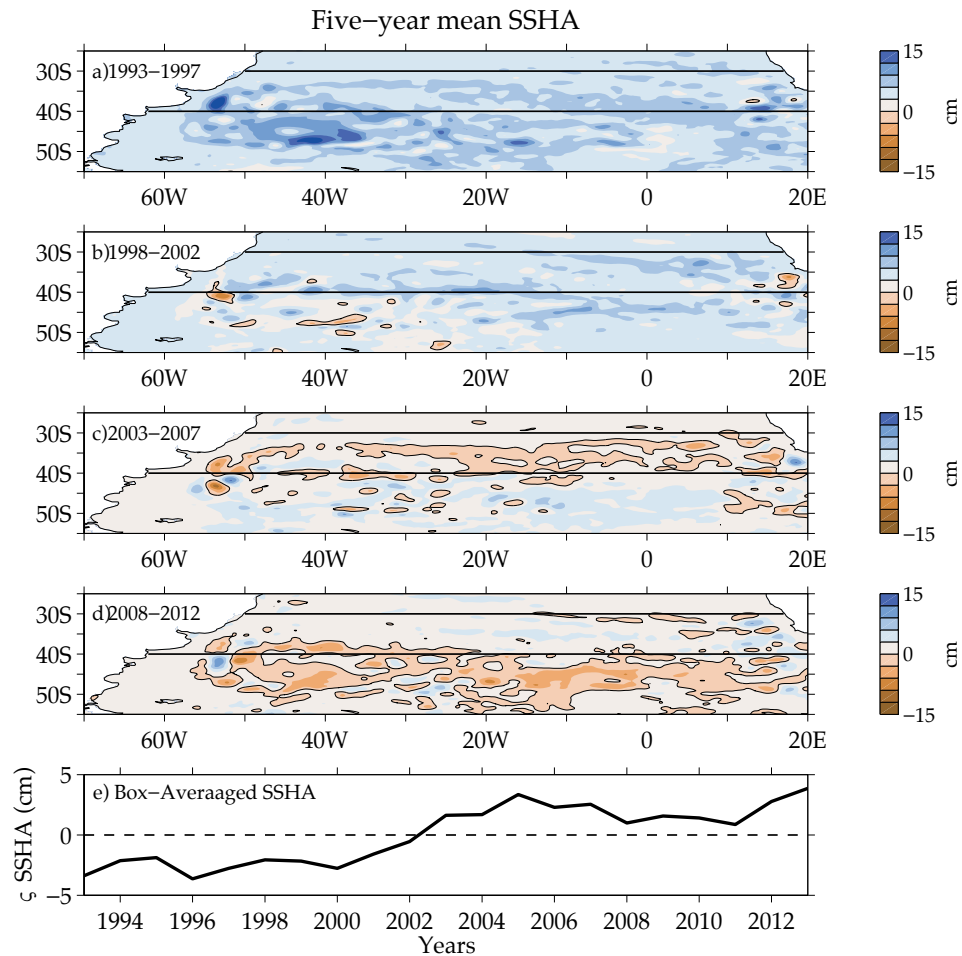 Five−year mean SSHA
a)1993−1997
30S
40S
50S
60W 40W 20W 0 20E
15
0
−15
cm
b)1998−2002
30S
40S
50S
60W 40W 20W 0 20E
15
0
−15
cm
c)2003−2007
30S
40S
50S
60W 40W 20W 0 20E
15
0
−15
cm
d)2008−2012
30S
40S
50S
60W 40W 20W 0 20E
15
0
−15
cm
e) Box−Averaaged SSHA
ς SSHA (cm)
5
0
−5
1994 1996 1998 2000 2002 2004 2006 2008 2010 2012
Years